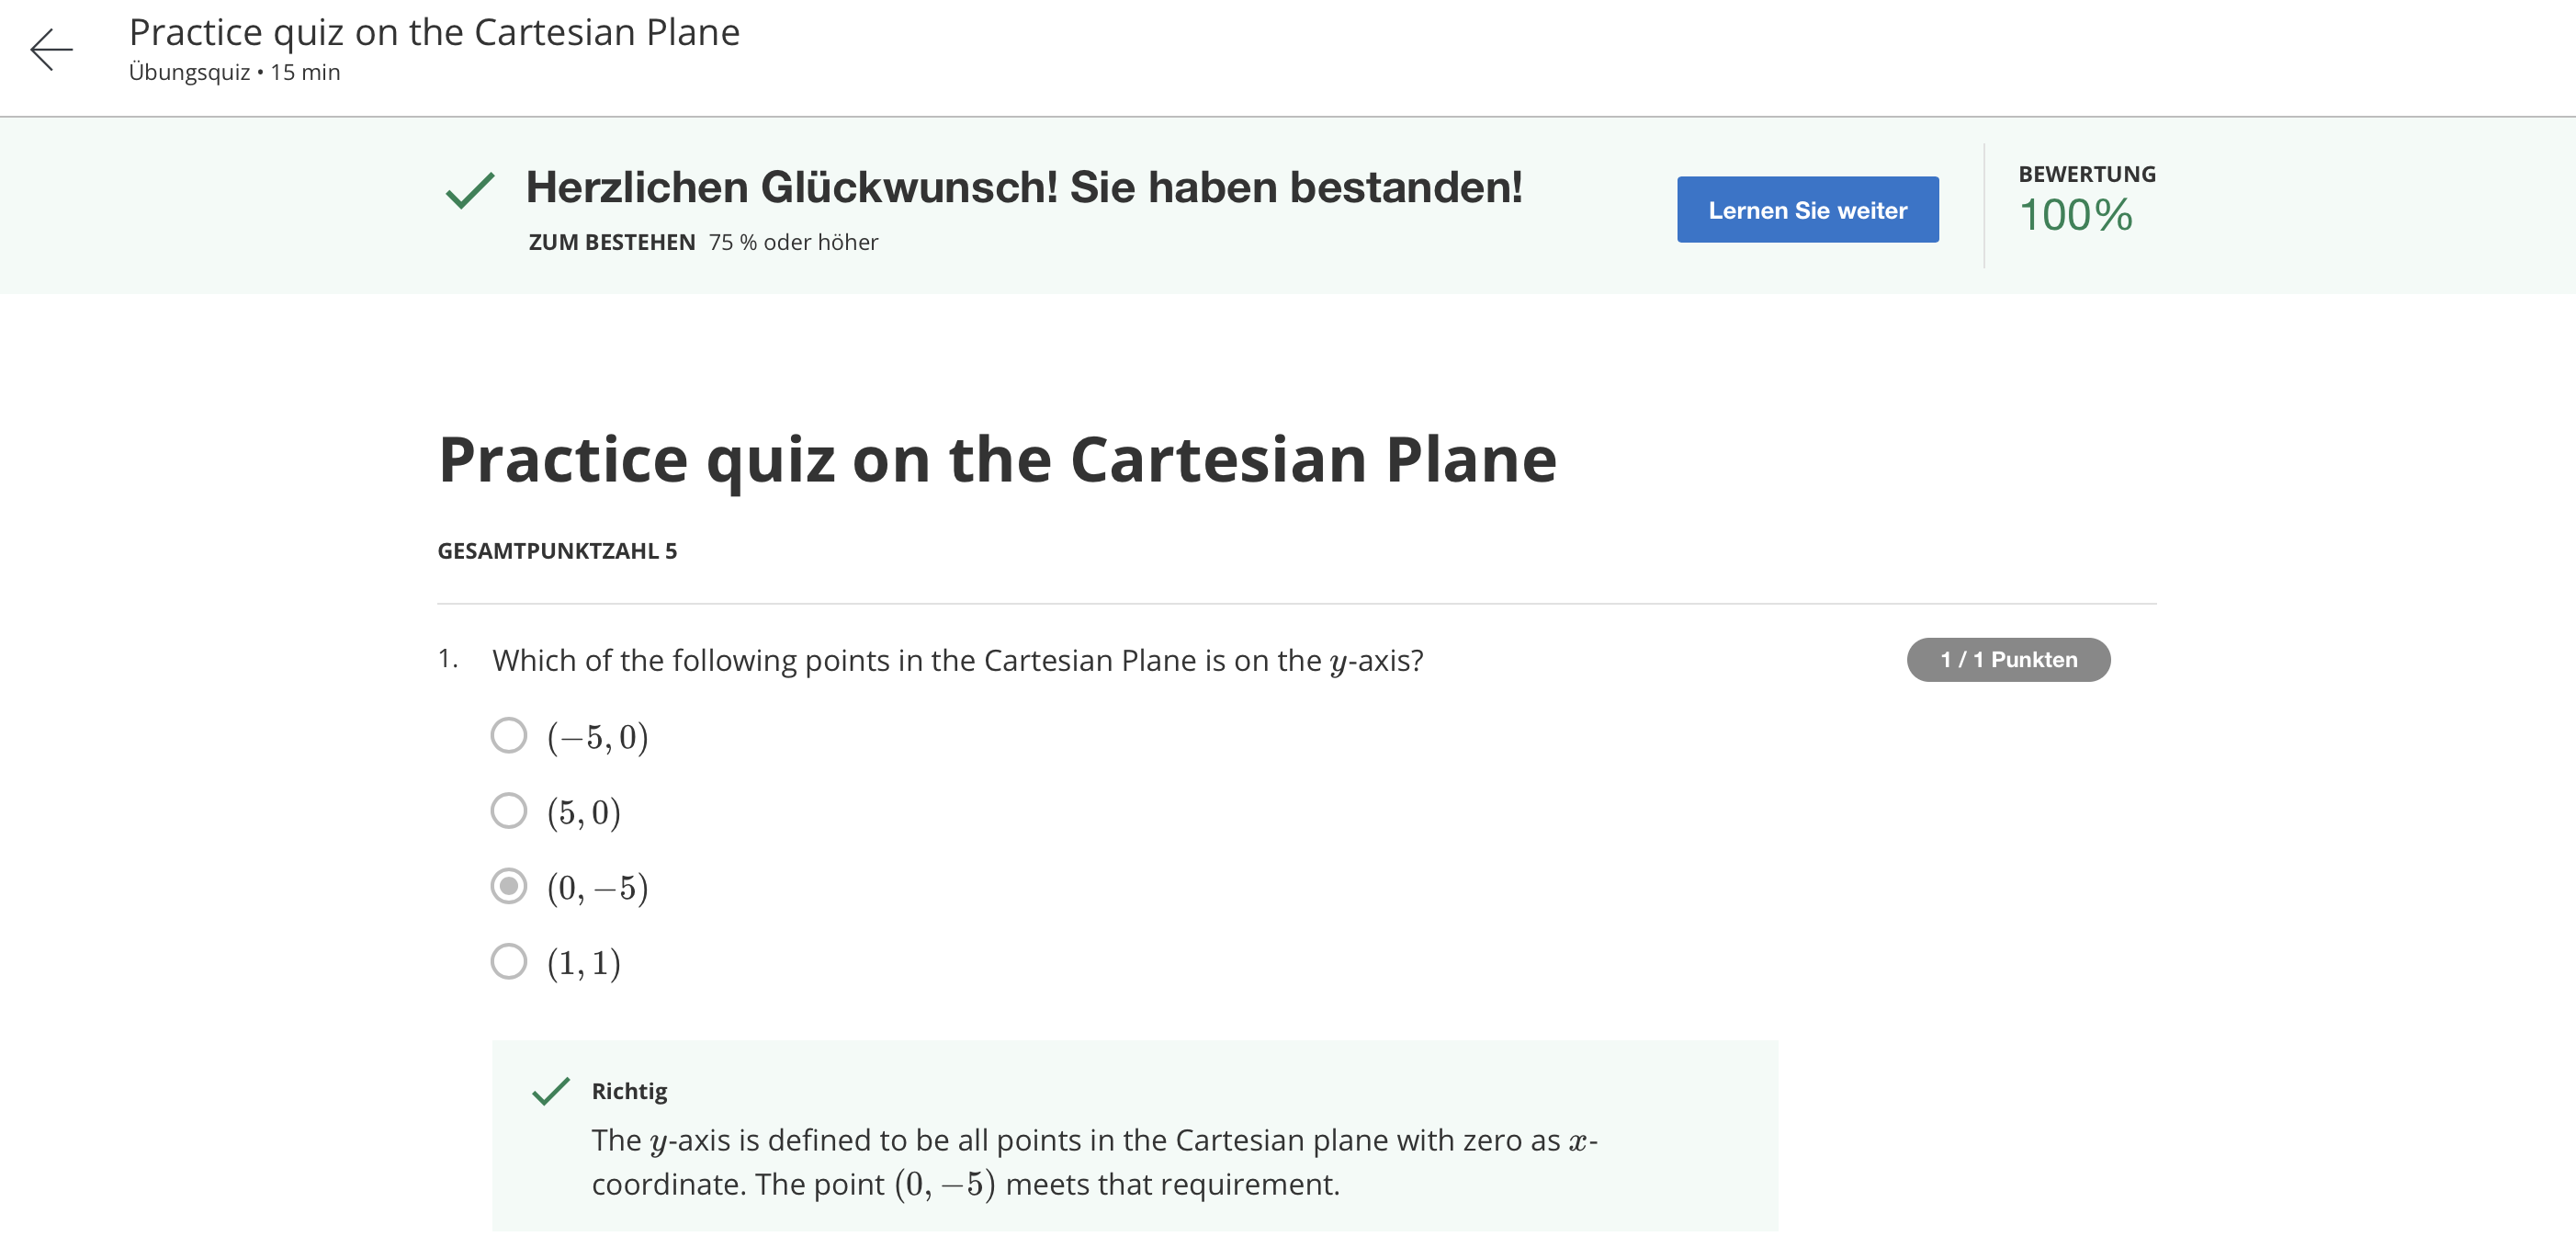 Practice quiz on the Cartesian Plane
Übungsquiz • 15 min
Herzlichen Glückwunsch! Sie haben bestanden!
ZUM BESTEHEN 75 % oder höher
Lernen Sie weiter
BEWERTUNG
100%
Practice quiz on the Cartesian Plane
GESAMTPUNKTZAHL 5
1. Which of the following points in the Cartesian Plane is on the y-axis?
1 / 1 Punkten
(−5, 0)
(5, 0)
(0, −5)
(1, 1)
Richtig
The y-axis is defined to be all points in the Cartesian plane with zero as x-
coordinate. The point (0, −5) meets that requirement.